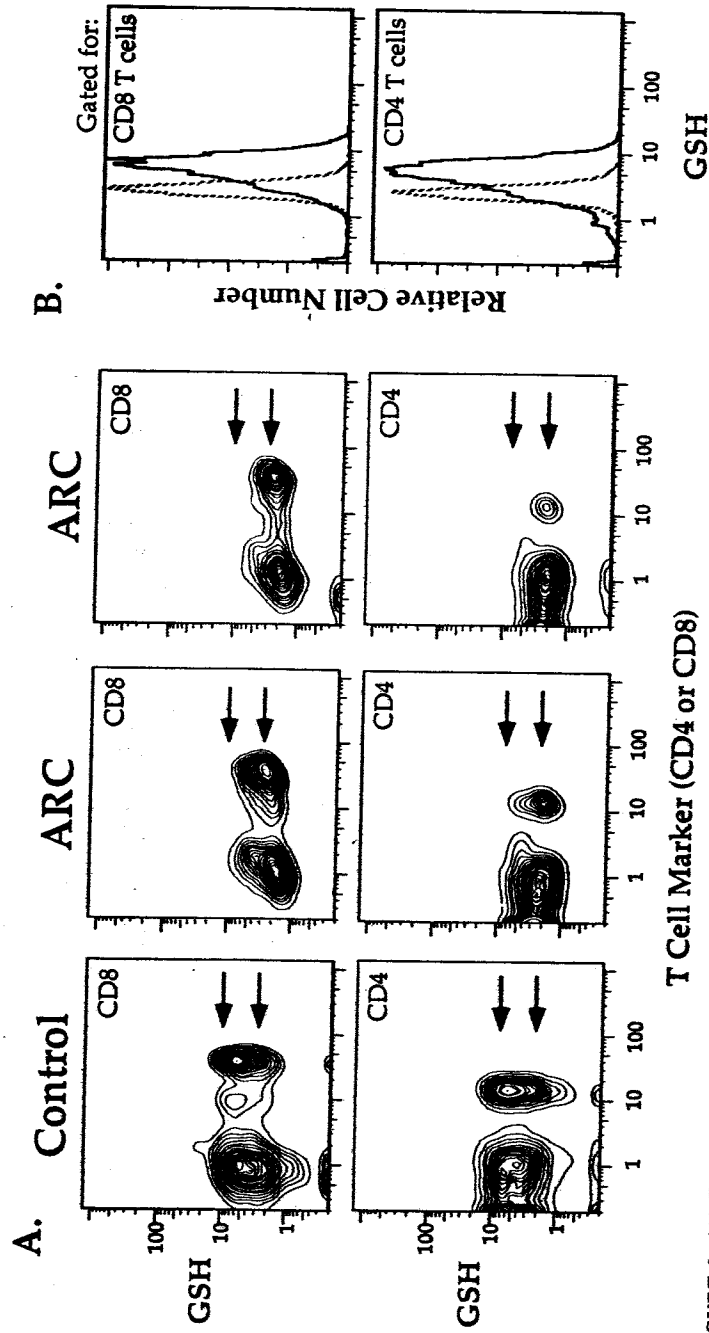 A.
Control
ARC
ARC
B.
Gated for:
CD8
CD8
CD8
CD8 T cells
GSH
100
10
1
Relative Cell Number
CD4
CD4
CD4
CD4 T cells
GSH
100
10
1
1
10
100
1
10
100
1
10
100
1
10
100
T Cell Marker (CD4 or CD8)
GSH